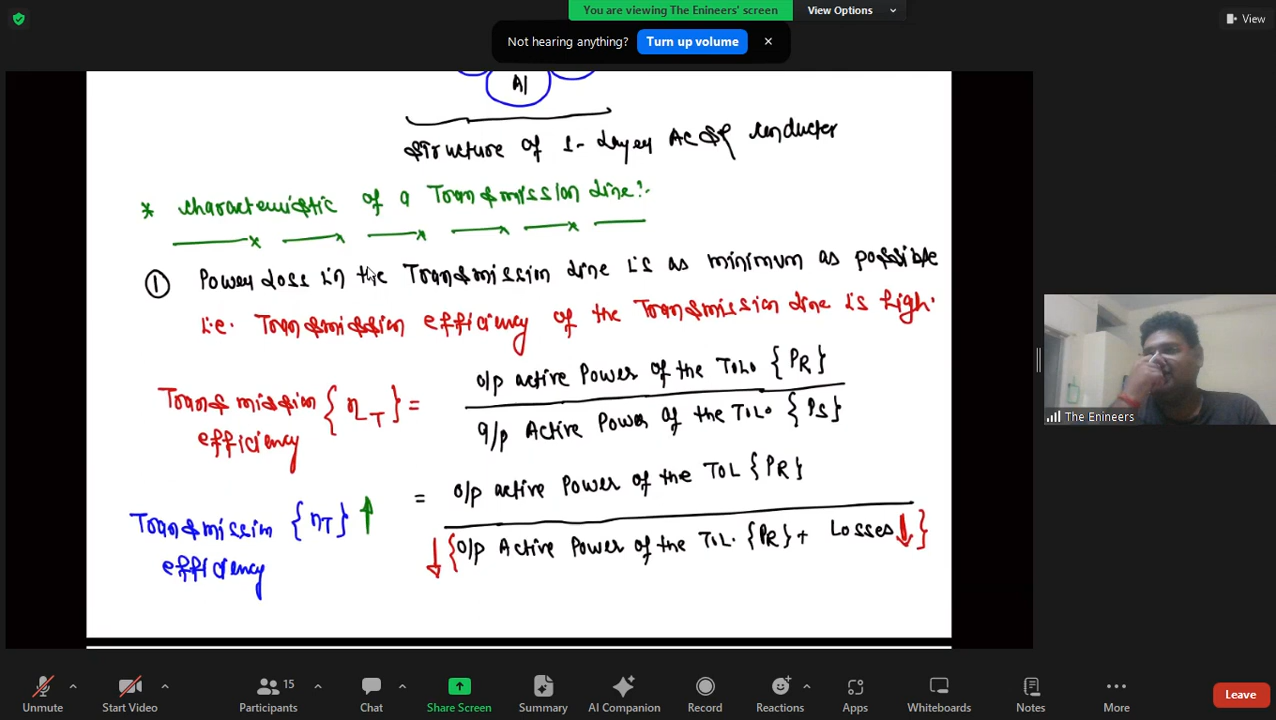 You are viewing The Enineers' screen
View Options
View
Not hearing anything?
Turn up volume
Al
Structure of 1-Layer ACSR conductor
* characteristic of a Transmission Line:-
① Power Loss in the Transmission Line is as minimum as possible
i.e. Transmission efficiency of the Transmission Line is high.
Transmission efficiency {ηT} = o/p active Power of the T.L. {PR}
i/p Active Power of the T.L. {PS}
= o/p active Power of the T.L {PR}
Transmission efficiency {ηT} ↑
↓ {o/p Active Power of the T.L. {PR} + Losses ↓}
The Enineers
Unmute
Start Video
Participants
15
Chat
Share Screen
Summary
AI Companion
Record
Reactions
Apps
Whiteboards
Notes
More
Leave